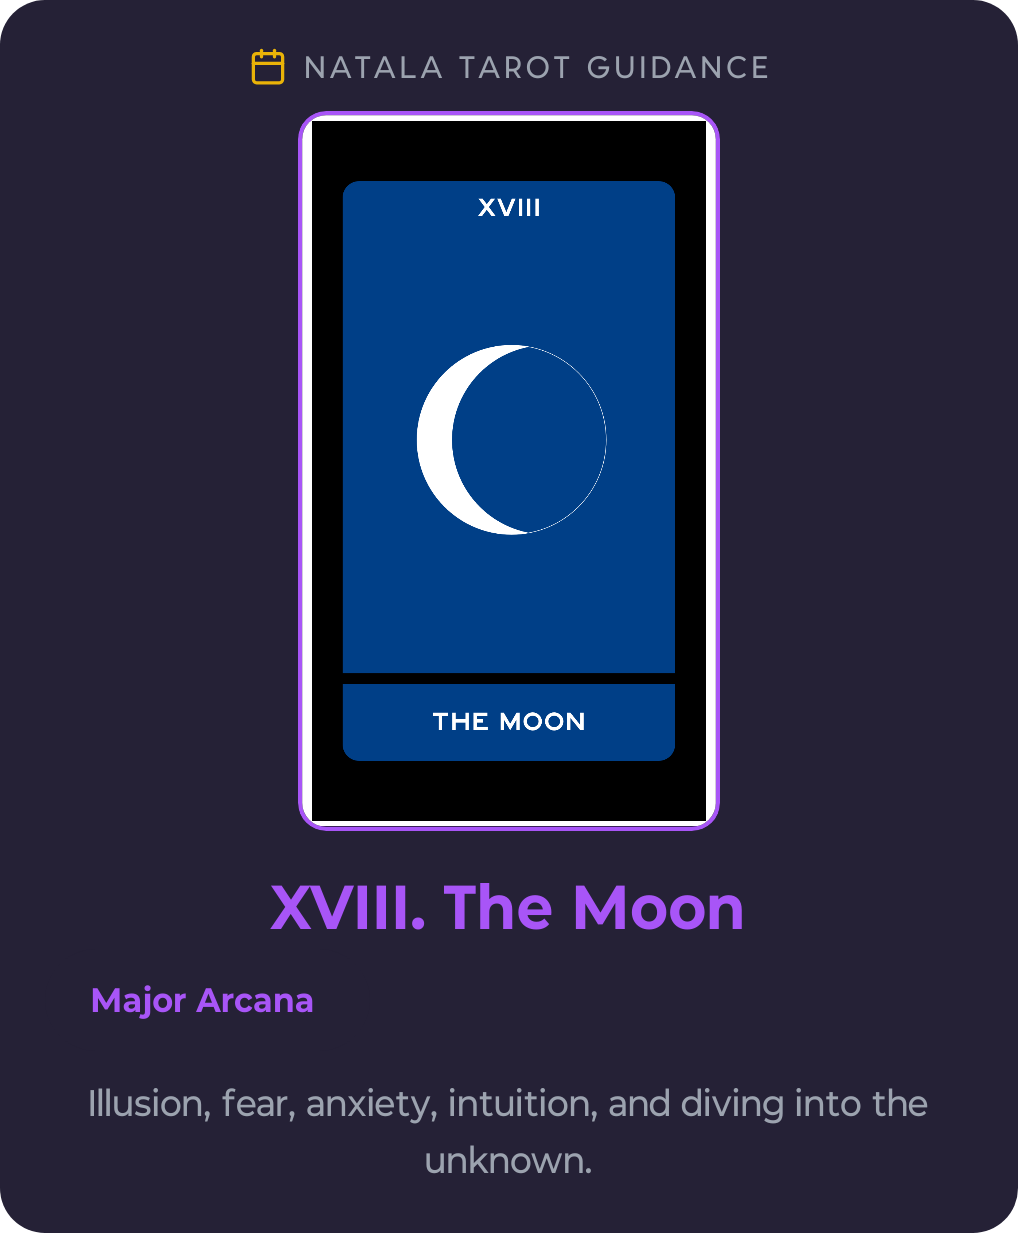 NATALA TAROT GUIDANCE
XVIII
THE MOON
XVIII. The Moon
Major Arcana
Illusion, fear, anxiety, intuition, and diving into the
unknown.